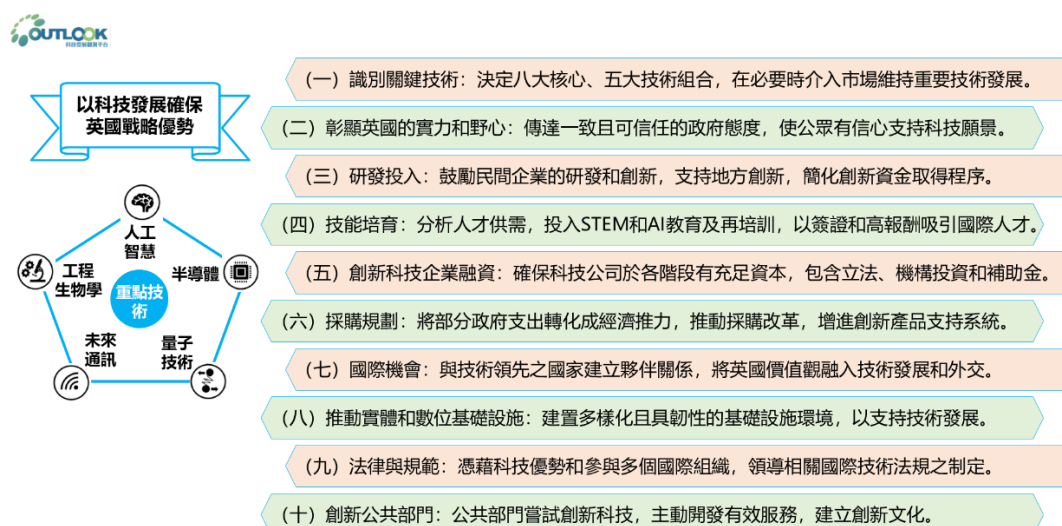 OUTLOOK
科技發展觀測平台
以科技發展確保
英國戰略優勢
人工
智慧
工程
生物學
半導體
重點技
術
未來
通訊
量子
技術
(一) 識別關鍵技術：決定八大核心、五大技術組合，在必要時介入市場維持重要技術發展。
(二) 彰顯英國的實力和野心：傳達一致且可信任的政府態度，使公眾有信心支持科技願景。
(三) 研發投入：鼓勵民間企業的研發和創新，支持地方創新，簡化創新資金取得程序。
(四) 技能培育：分析人才供需，投入STEM和AI教育及再培訓，以簽證和高報酬吸引國際人才。
(五) 創新科技企業融資：確保科技公司於各階段有充足資本，包含立法、機構投資和補助金。
(六) 採購規劃：將部分政府支出轉化成經濟推力，推動採購改革，增進創新產品支持系統。
(七) 國際機會：與技術領先之國家建立夥伴關係，將英國價值觀融入技術發展和外交。
(八) 推動實體和數位基礎設施：建置多樣化且具韌性的基礎設施環境，以支持技術發展。
(九) 法律與規範：憑藉科技優勢和參與多個國際組織，領導相關國際技術法規之制定。
(十) 創新公共部門：公共部門嘗試創新科技，主動開發有效服務，建立創新文化。